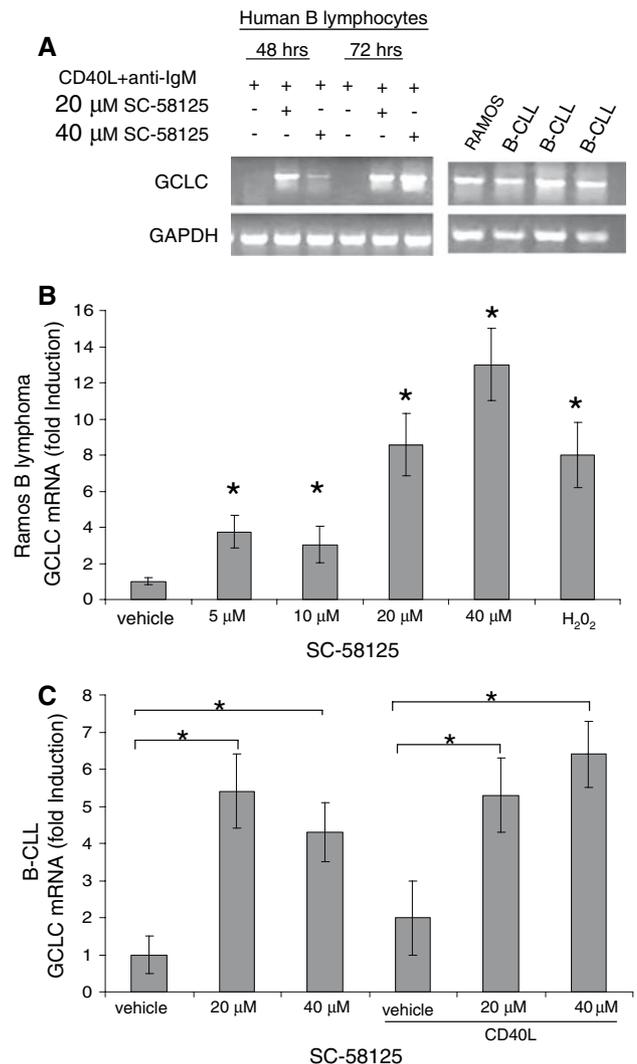 Human B lymphocytes
A
48 hrs 72 hrs
CD40L+anti-IgM + + + + + +
20 µM SC-58125 - + - - + -
40 µM SC-58125 - - + - - +
RAMOS B-CLL B-CLL B-CLL
GCLC
GAPDH
B
Ramos B lymphoma
GCLC mRNA (fold Induction)
16
14
12
10
8
6
4
2
0
* * * * *
vehicle 5 µM 10 µM 20 µM 40 µM H₂0₂
SC-58125
C
B-CLL
GCLC mRNA (fold Induction)
8
7
6
5
4
3
2
1
0
* * * *
vehicle 20 µM 40 µM vehicle 20 µM 40 µM
CD40L
SC-58125